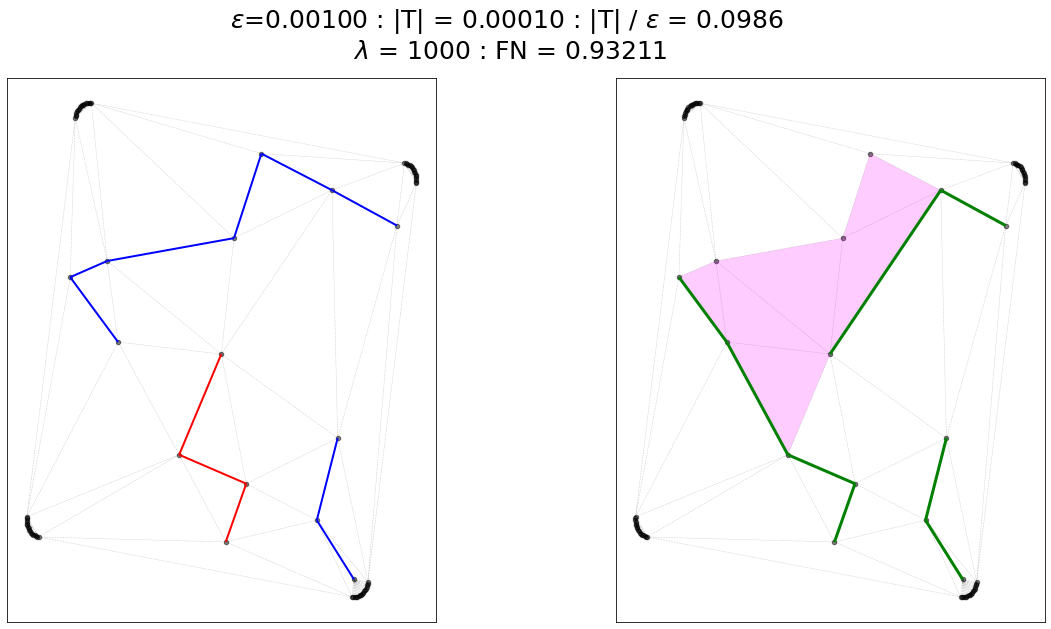 ε=0.00100 : |T| = 0.00010 : |T| / ε = 0.0986
λ = 1000 : FN = 0.93211